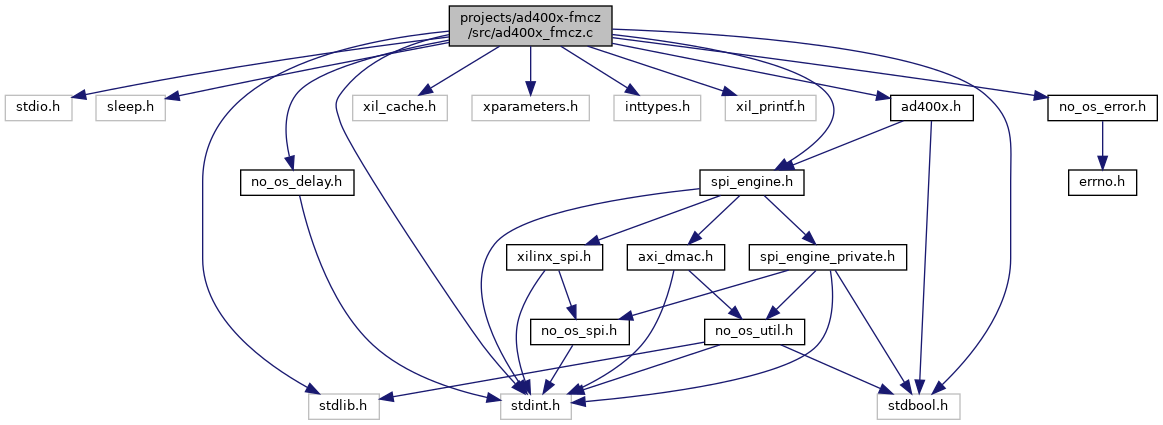 projects/ad400x-fmcz
/src/ad400x_fmcz.c
stdio.h
sleep.h
xil_cache.h
xparameters.h
inttypes.h
xil_printf.h
ad400x.h
no_os_error.h
no_os_delay.h
spi_engine.h
errno.h
xilinx_spi.h
axi_dmac.h
spi_engine_private.h
no_os_spi.h
no_os_util.h
stdlib.h
stdint.h
stdbool.h